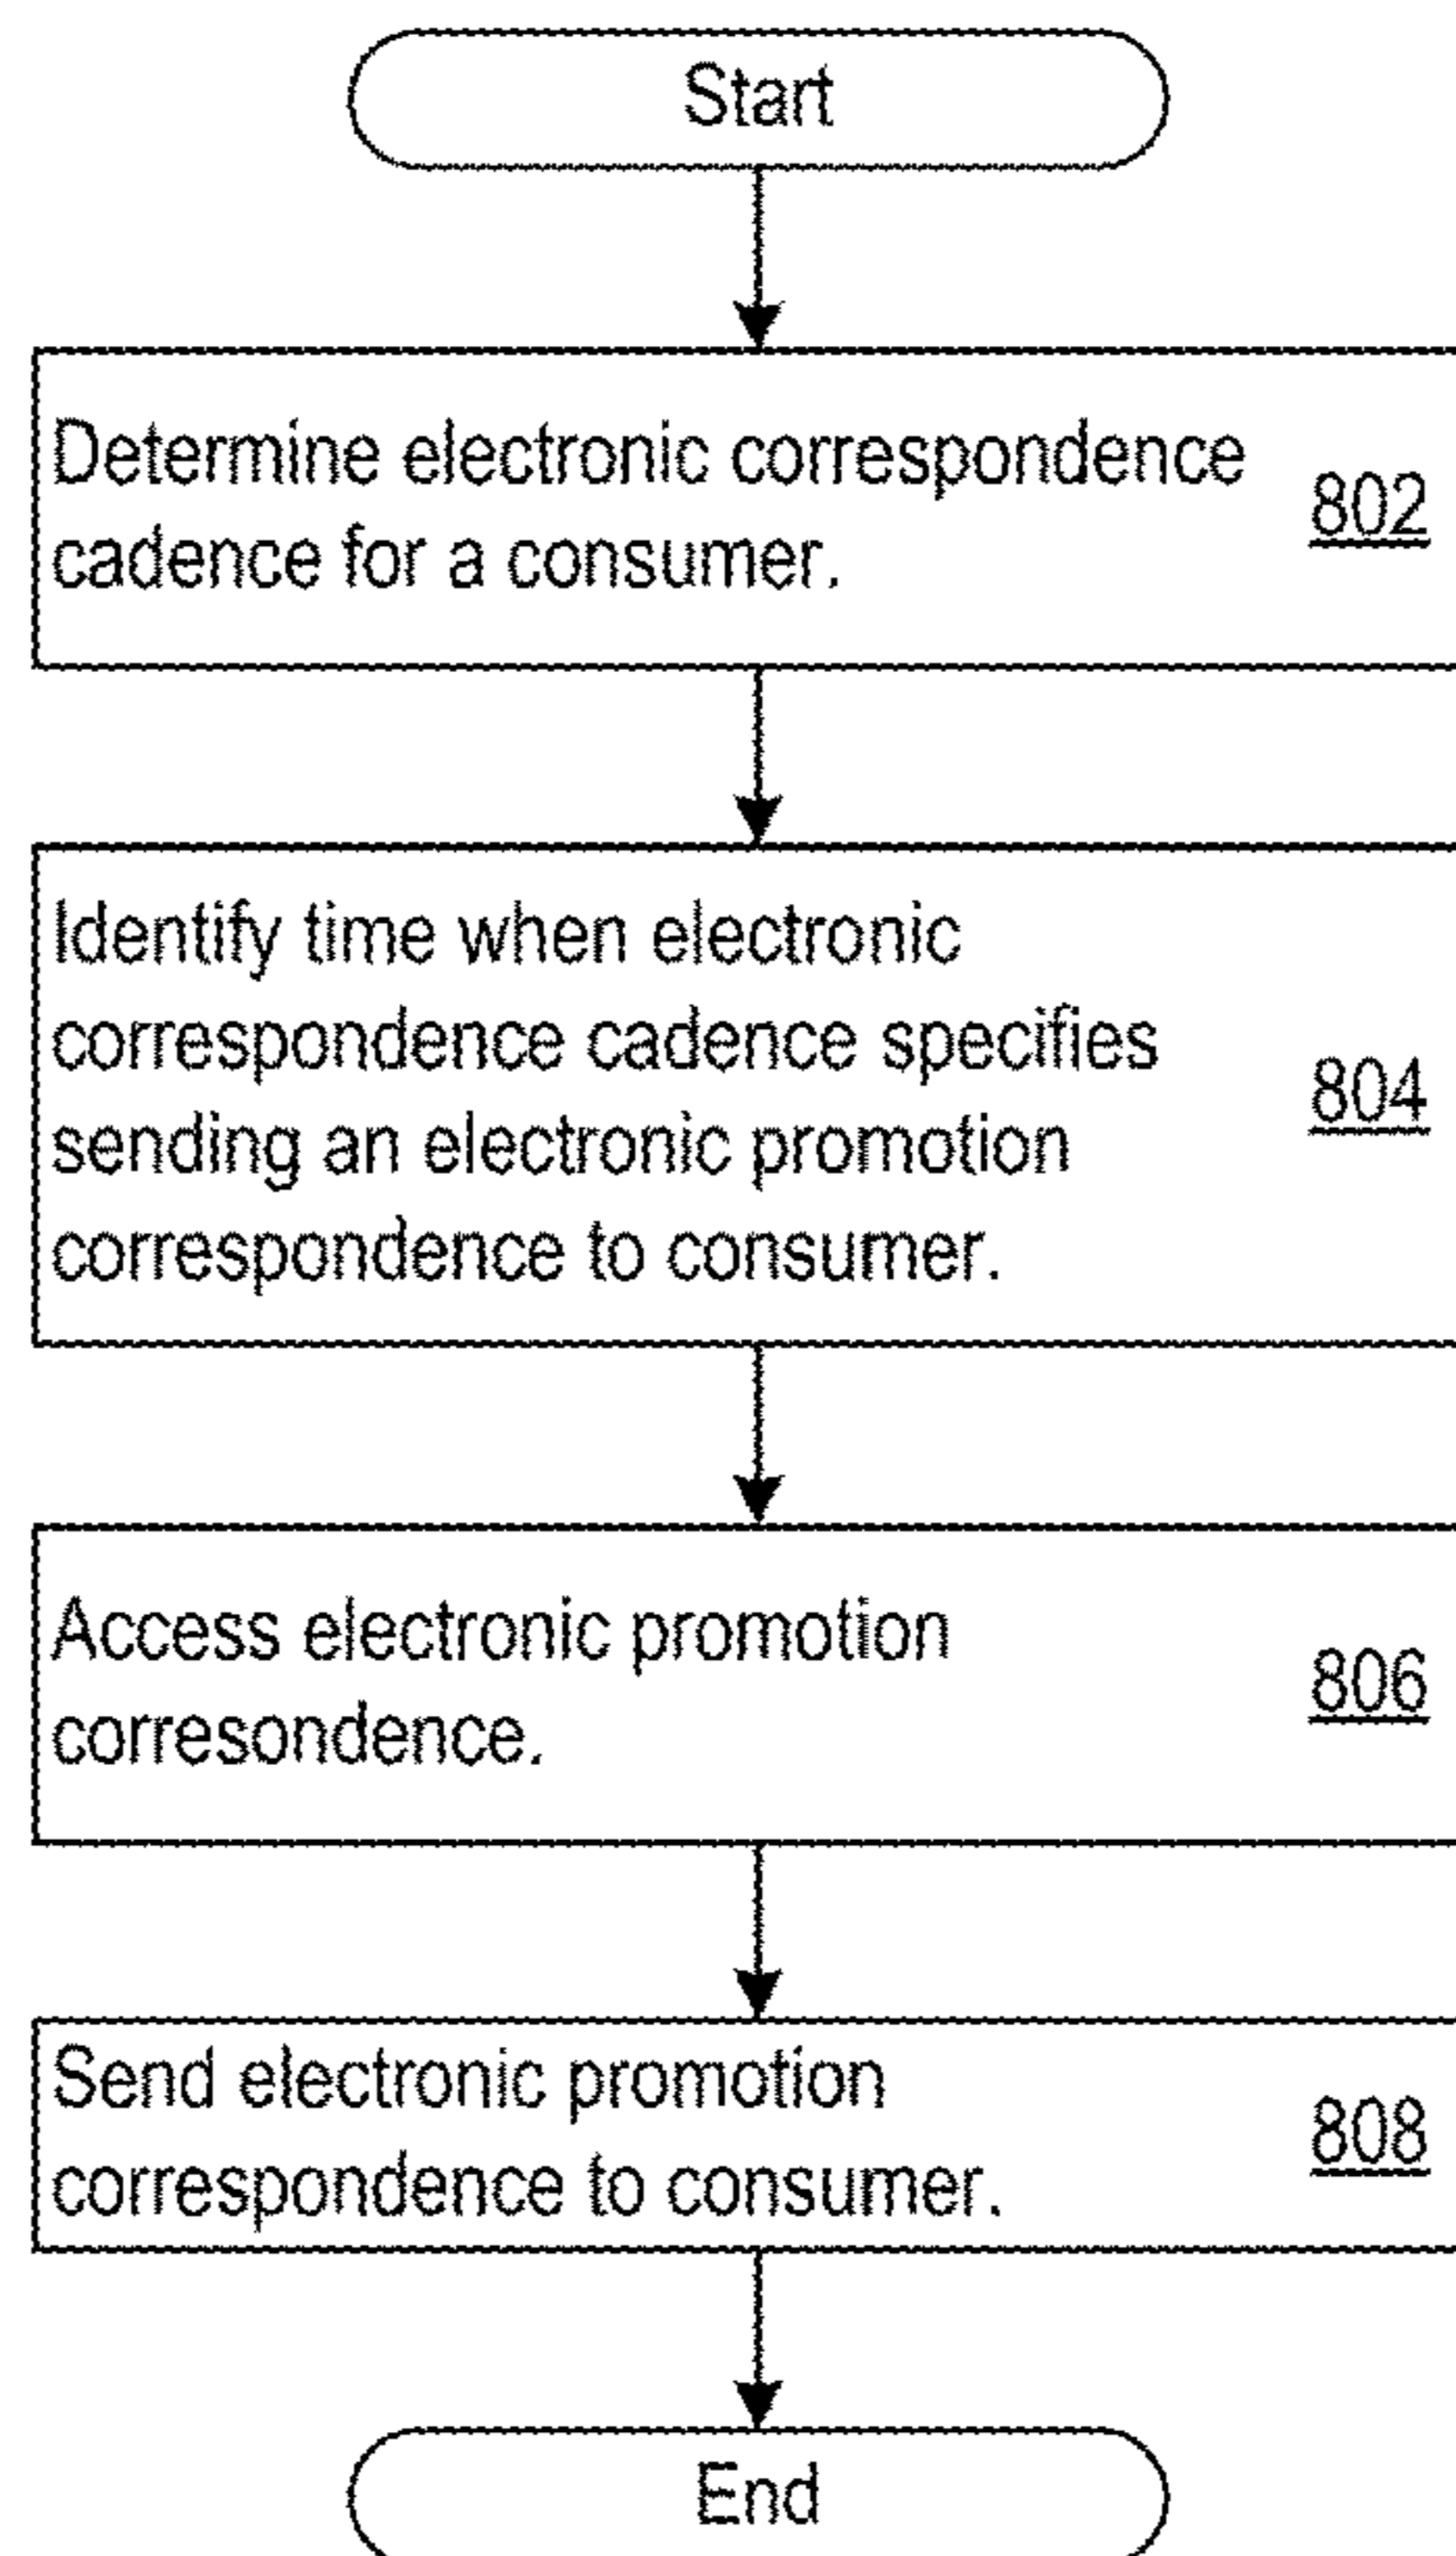 Start
Determine electronic correspondence
cadence for a consumer.
802
Identify time when electronic
correspondence cadence specifies
sending an electronic promotion
correspondence to consumer.
804
Access electronic promotion
corresondence.
806
Send electronic promotion
correspondence to consumer.
808
End